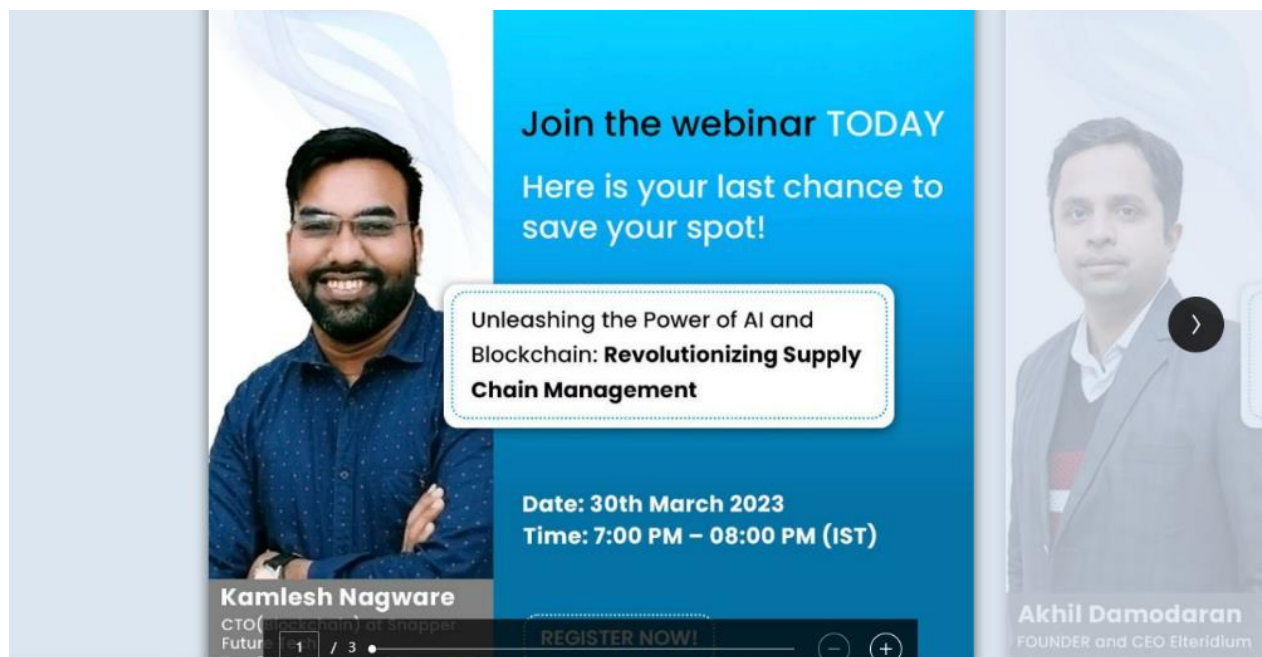 Join the webinar TODAY
Here is your last chance to
save your spot!
Unleashing the Power of AI and
Blockchain: Revolutionizing Supply
Chain Management
Date: 30th March 2023
Time: 7:00 PM – 08:00 PM (IST)
Kamlesh Nagware
CTO(Blockchain) at Snapper
Future Tech
REGISTER NOW!
1 / 3
Akhil Damodaran
FOUNDER and CEO Elteridium